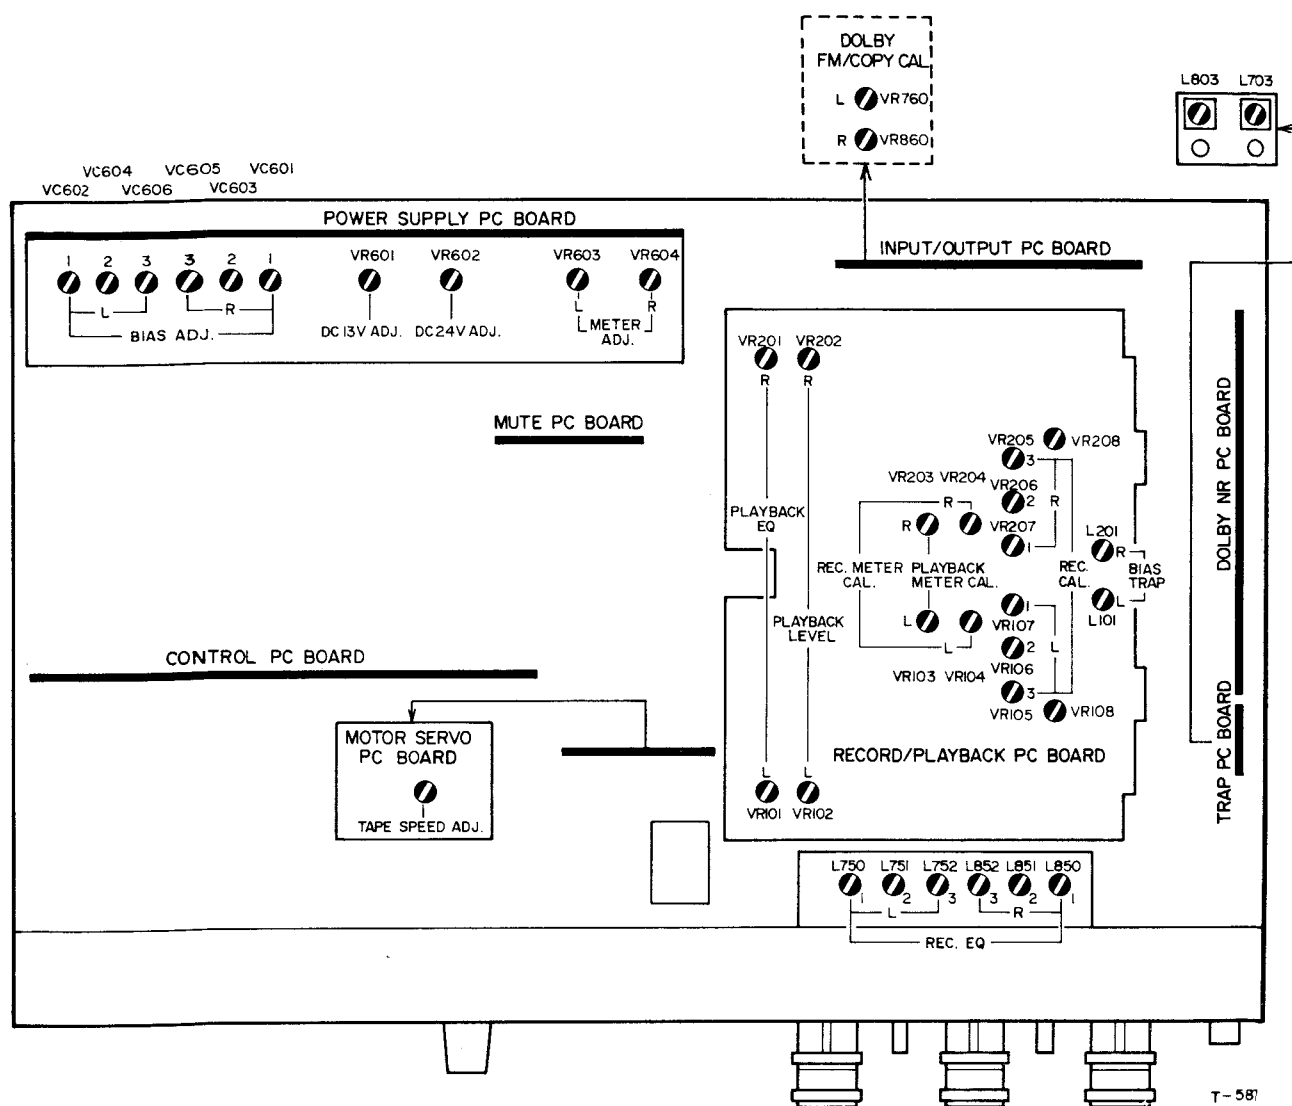 DOLBY
FM/COPY CAL
L VR760
R VR860
L803 L703
VC604 VC605 VC601
VC602 VC606 VC603
POWER SUPPLY PC BOARD
1 2 3 3 2 1
L R
BIAS ADJ.
VR601 VR602
DC13V ADJ. DC24V ADJ.
VR603 VR604
L R
METER
ADJ.
INPUT/OUTPUT PC BOARD
MUTE PC BOARD
VR201 VR202
R R
PLAYBACK
EQ
PLAYBACK
LEVEL
L L
VR101 VR102
VR205 VR208
3
VR203 VR204 VR206
2
R R
VR207
1
R
REC. METER
CAL.
PLAYBACK
METER CAL.
REC.
CAL.
L201
R
BIAS
TRAP
L
L101
1
VR107
L
2
L
VR106
L
VR103 VR104
3
VR105 VR108
RECORD/PLAYBACK PC BOARD
DOLBY NR PC BOARD
TRAP PC BOARD
CONTROL PC BOARD
MOTOR SERVO
PC BOARD
TAPE SPEED ADJ.
L750 L751 L752 L852 L851 L850
1 2 3 3 2 1
L R
REC. EQ
T-587